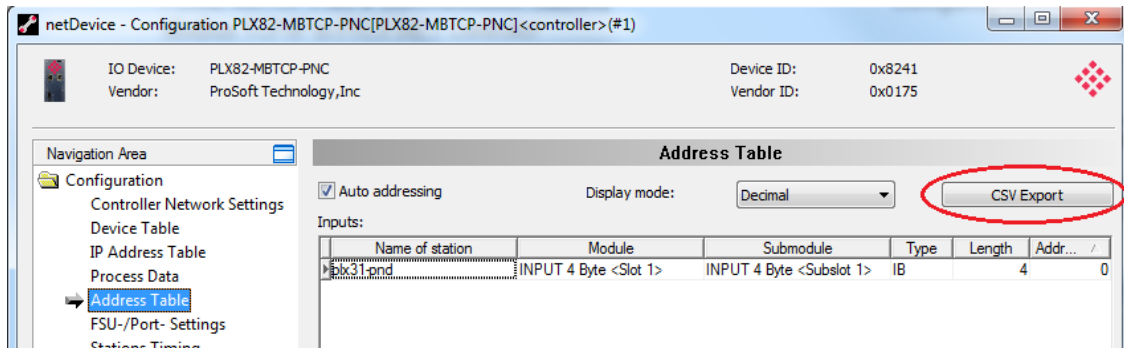 netDevice - Configuration PLX82-MBTCP-PNC[PLX82-MBTCP-PNC]<controller>(#1)
IO Device: PLX82-MBTCP-PNC Device ID: 0x8241
Vendor: ProSoft Technology,Inc Vendor ID: 0x0175
Navigation Area
Address Table
Configuration
Controller Network Settings
Device Table
IP Address Table
Process Data
Address Table
FSU-/Port- Settings
Stations Timing
Auto addressing Display mode: Decimal CSV Export
Inputs:
Name of station Module Submodule Type Length Addr...
plx31-pnd INPUT 4 Byte <Slot 1> INPUT 4 Byte <Subslot 1> IB 4 0